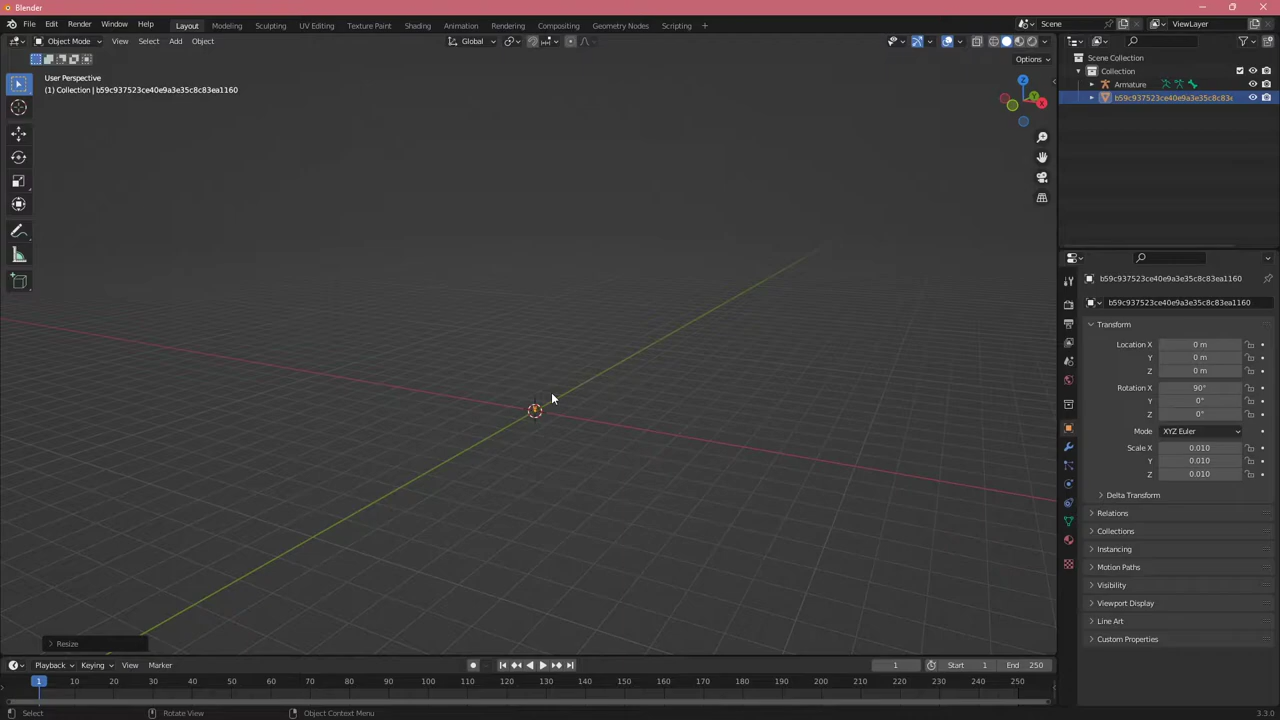 Blender
File Edit Render Window Help Layout Modeling Sculpting UV Editing Texture Paint Shading Animation Rendering Compositing Geometry Nodes Scripting + Scene ViewLayer
Object Mode View Select Add Object Global
Options
User Perspective
(1) Collection | b59c937523ce40e9a3e35c8c83ea1160
Z
Y
X
Scene Collection
Collection
Armature
b59c937523ce40e9a3e35c8c83ea
b59c937523ce40e9a3e35c8c83ea1160
b59c937523ce40e9a3e35c8c83ea1160
Transform
Location X 0 m
Y 0 m
Z 0 m
Rotation X 90°
Y 0°
Z 0°
Mode XYZ Euler
Scale X 0.010
Y 0.010
Z 0.010
Delta Transform
Relations
Collections
Instancing
Motion Paths
Visibility
Viewport Display
Line Art
Custom Properties
Resize
Playback Keying View Marker 1 Start 1 End 250
1 10 20 30 40 50 60 70 80 90 100 110 120 130 140 150 160 170 180 190 200 210 220 230 240 250
Select Rotate View Object Context Menu 3.3.0